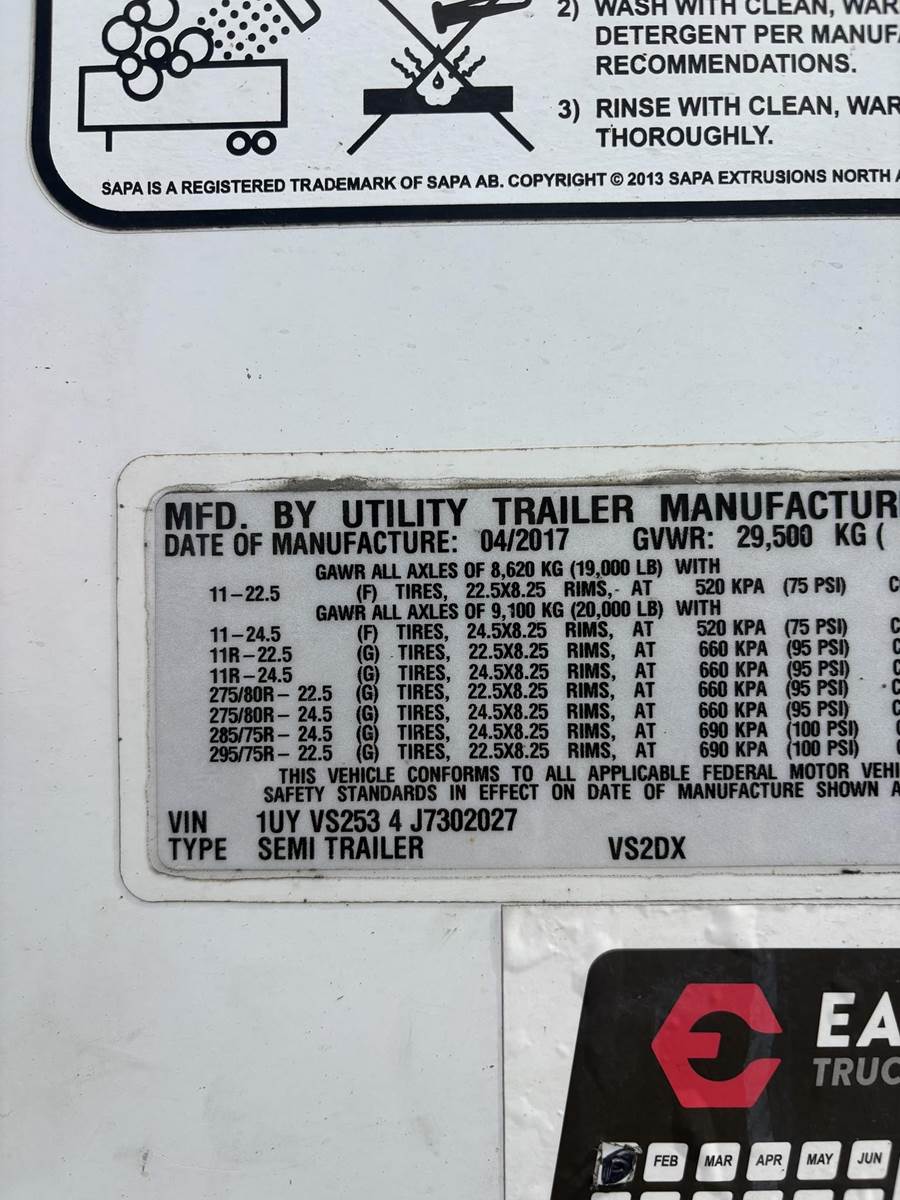 2) WASH WITH CLEAN, WAR
DETERGENT PER MANUFA
RECOMMENDATIONS.
3) RINSE WITH CLEAN, WAR
THOROUGHLY.
SAPA IS A REGISTERED TRADEMARK OF SAPA AB. COPYRIGHT © 2013 SAPA EXTRUSIONS NORTH A
MFD. BY UTILITY TRAILER MANUFACTUR
DATE OF MANUFACTURE: 04/2017 GVWR: 29,500 KG (
GAWR ALL AXLES OF 8,620 KG (19,000 LB) WITH
11-22.5 (F) TIRES, 22.5X8.25 RIMS, AT 520 KPA (75 PSI) C
GAWR ALL AXLES OF 9,100 KG (20,000 LB) WITH
11-24.5 (F) TIRES, 24.5X8.25 RIMS, AT 520 KPA (75 PSI) C
11R-22.5 (G) TIRES, 22.5X8.25 RIMS, AT 660 KPA (95 PSI) C
11R-24.5 (G) TIRES, 24.5X8.25 RIMS, AT 660 KPA (95 PSI) C
275/80R- 22.5 (G) TIRES, 22.5X8.25 RIMS, AT 660 KPA (95 PSI) C
275/80R- 24.5 (G) TIRES, 24.5X8.25 RIMS, AT 660 KPA (95 PSI) C
285/75R- 24.5 (G) TIRES, 24.5X8.25 RIMS, AT 690 KPA (100 PSI) C
295/75R- 22.5 (G) TIRES, 22.5X8.25 RIMS, AT 690 KPA (100 PSI) C
THIS VEHICLE CONFORMS TO ALL APPLICABLE FEDERAL MOTOR VEHI
SAFETY STANDARDS IN EFFECT ON DATE OF MANUFACTURE SHOWN A
VIN 1UY VS253 4 J7302027
TYPE SEMI TRAILER VS2DX
EA
TRUC
FEB MAR APR MAY JUN